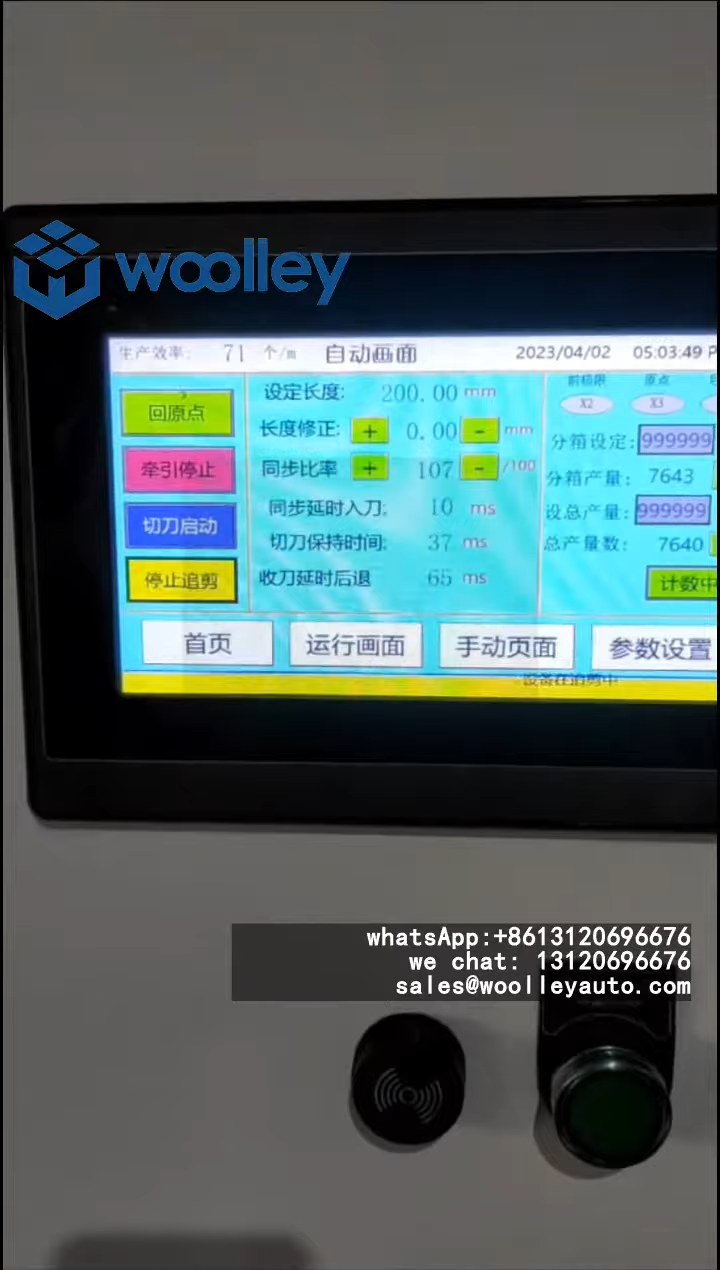 woolley
生产效率: 71 个/m 自动画面 2023/04/02 05:03:49 P
回原点
牵引停止
切刀启动
停止追剪
设定长度: 200.00 mm
长度修正: + 0.00 - mm
同步比率 + 107 - /100
同步延时入刀: 10 ms
切刀保持时间: 37 ms
收刀延时后退 65 ms
前极限 原点
X2 X3
分箱设定: 999999
分箱产量: 7643
设总产量: 999999
总产量数: 7640
计数中
首页 运行画面 手动页面 参数设置
设备在追剪中
whatsApp:+8613120696676
we chat: 13120696676
sales@woolleyauto.com